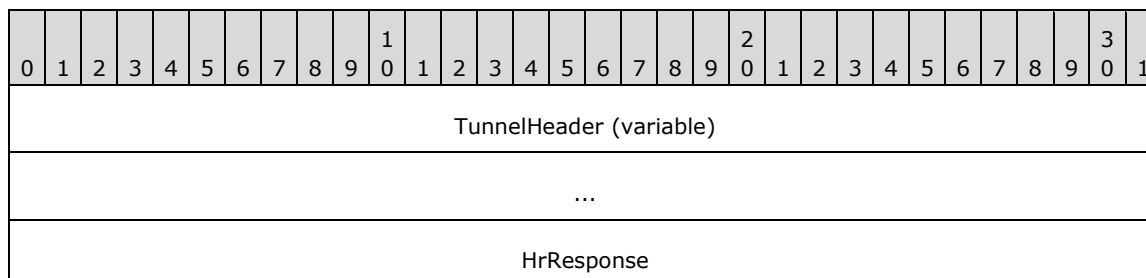 0 1 2 3 4 5 6 7 8 9 1 0 1 2 3 4 5 6 7 8 9 2 0 1 2 3 4 5 6 7 8 9 3 0 1
TunnelHeader (variable)
...
HrResponse